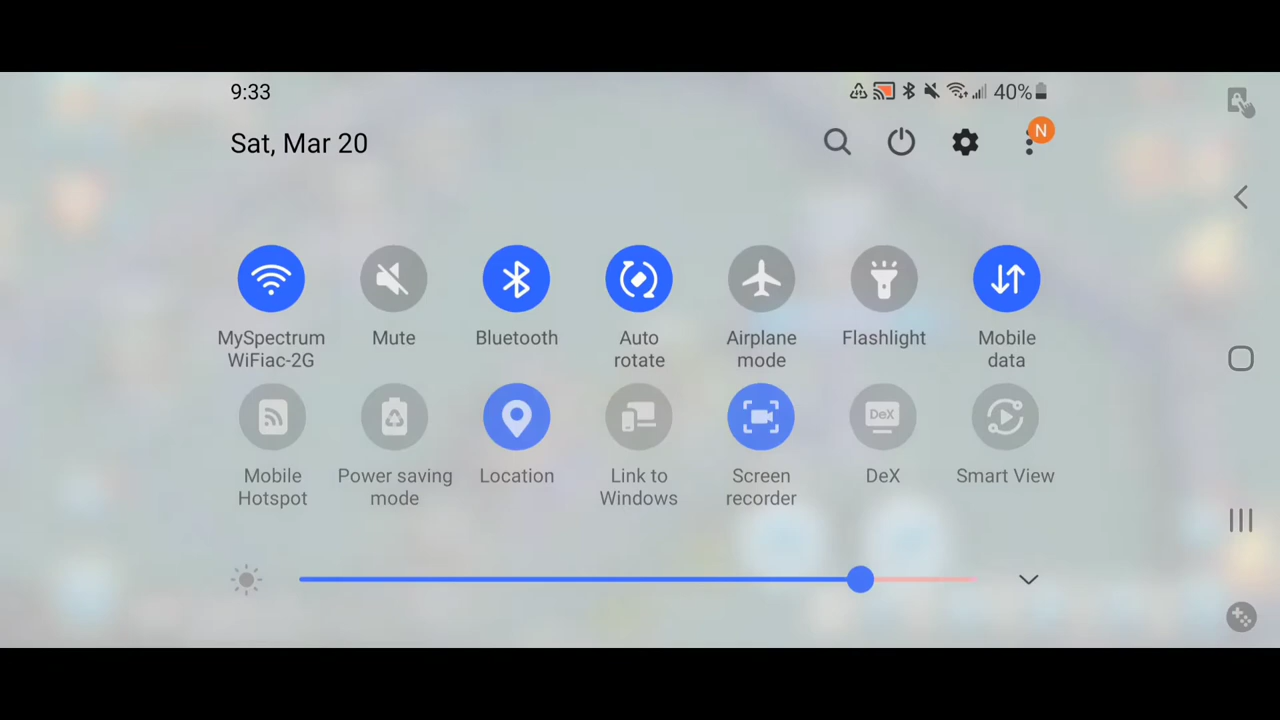 9:33
40%
Sat, Mar 20
N
MySpectrum
WiFiac-2G
Mute
Bluetooth
Auto
rotate
Airplane
mode
Flashlight
Mobile
data
Mobile
Hotspot
Power saving
mode
Location
Link to
Windows
Screen
recorder
DeX
DeX
Smart View